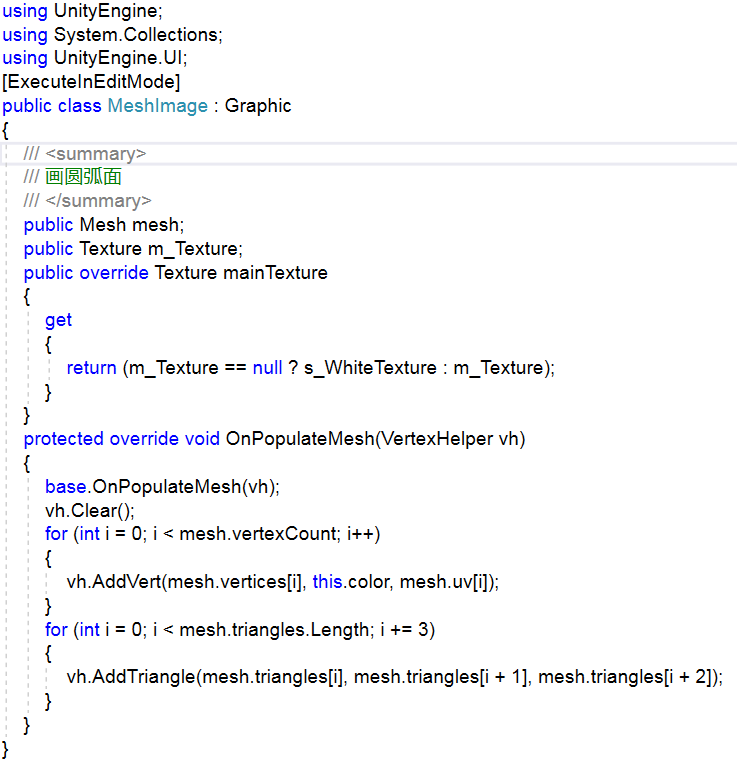 using UnityEngine;
using System.Collections;
using UnityEngine.UI;
[ExecuteInEditMode]
public class MeshImage : Graphic
{
/// <summary>
/// 画圆弧面
/// </summary>
public Mesh mesh;
public Texture m_Texture;
public override Texture mainTexture
{
get
{
return (m_Texture == null ? s_WhiteTexture : m_Texture);
}
}
protected override void OnPopulateMesh(VertexHelper vh)
{
base.OnPopulateMesh(vh);
vh.Clear();
for (int i = 0; i < mesh.vertexCount; i++)
{
vh.AddVert(mesh.vertices[i], this.color, mesh.uv[i]);
}
for (int i = 0; i < mesh.triangles.Length; i += 3)
{
vh.AddTriangle(mesh.triangles[i], mesh.triangles[i + 1], mesh.triangles[i + 2]);
}
}
}